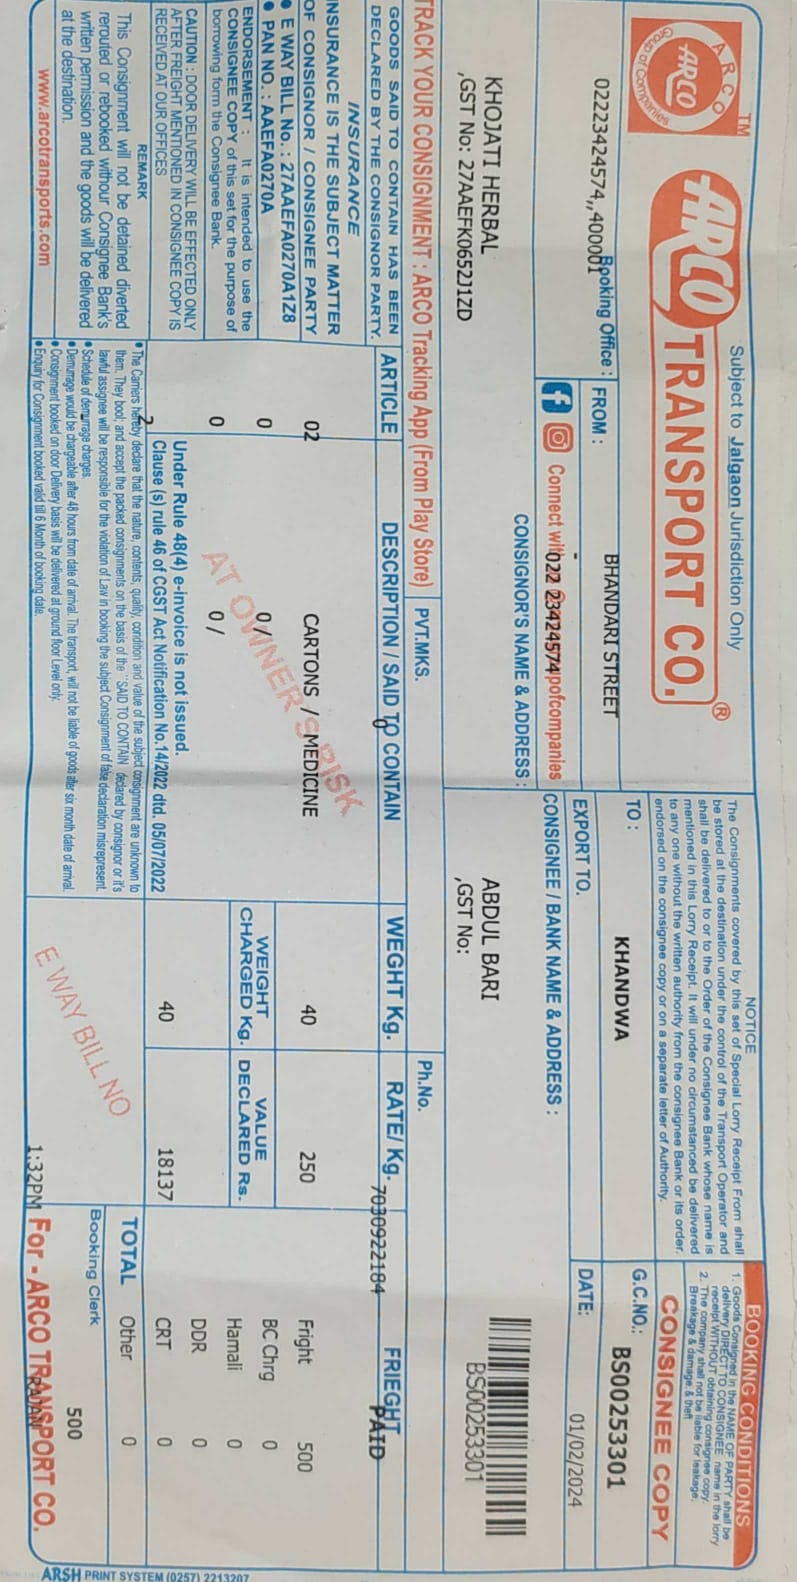 Subject to Jalgaon Jurisdiction Only
ARCO TM
ARCO
Group of Companies
ARCO TRANSPORT CO. ®
NOTICE
The Consignments covered by this set of Special Lorry Receipt From shall
be stored at the destination under the control of the Transport Operator and
shall be delivered to or to the Order of the Consignee Bank whose name is
mentioned in this Lorry Receipt. It will under no circumstanced be delivered
to any one without the written authority from the consignee Bank or its order,
endorsed on the consignee copy or on a separate letter of Authority.
BOOKING CONDITIONS
1. Goods Consigned in the NAME OF PARTY shall be
delivery DIRECT TO CONSIGNEE name in the lorry
receipt WITHOUT obtaining consignee copy.
2. The company shall not be liable for leakage,
Breakage & damage, & theft
CONSIGNEE COPY
Booking Office :
02223424574,,400001
FROM :
BHANDARI STREET
TO :
KHANDWA
G.C.NO.:
BS00253301
Connect with 022 23424574
pofcompanies
EXPORT TO.
DATE:
01/02/2024
CONSIGNOR'S NAME & ADDRESS :
CONSIGNEE / BANK NAME & ADDRESS :
KHOJATI HERBAL
,GST No: 27AAEFK0652J1ZD
ABDUL BARI
,GST No:
BS00253301
TRACK YOUR CONSIGNMENT : ARCO Tracking App (From Play Store)
PVT.MKS.
Ph.No.
7030922184
GOODS SAID TO CONTAIN HAS BEEN
DECLARED BY THE CONSIGNOR PARTY.
INSURANCE
INSURANCE IS THE SUBJECT MATTER
OF CONSIGNOR / CONSIGNEE PARTY
• E WAY BILL No. : 27AAEFA0270A1Z8
• PAN NO. : AAEFA0270A
ENDORSEMENT : It is intended to use the
CONSIGNEE COPY of this set for the purpose of
borrowing form the Consignee Bank.
CAUTION : DOOR DELIVERY WILL BE EFFECTED ONLY
AFTER FREIGHT MENTIONED IN CONSIGNEE COPY IS
RECEIVED AT OUR OFFICES
REMARK
This Consignment will not be detained diverted
rerouted or rebooked withour Consignee Bank's
written permission and the goods will be delivered
at the destination.
www.arcotransports.com
ARTICLE
DESCRIPTION / SAID TO CONTAIN
WEGHT Kg.
RATE/ Kg.
FRIEGHT
PAID
0
02
CARTONS / MEDICINE
40
250
Fright 500
0
0 /
BC Chrg 0
0
0 /
Hamali 0
WEIGHT
CHARGED Kg.
VALUE
DECLARED Rs.
DDR 0
AT OWNER'S RISK
Under Rule 48(4) e-invoice is not issued.
2
Clause (s) rule 46 of CGST Act Notification No.14/2022 dtd. 05/07/2022
40
18137
CRT 0
Other 0
TOTAL
500
• The Carriers hereby declare that the nature, contents, quality, condition and value of the subject consignment are unknown to
them. They book; and accept the packed consignments on the basis of the "SAID TO CONTAIN declared by consignor or it's
lawful assignee will be responsible for the violation of Law in booking the subject Consignment of false declaration misrepresent.
• Schedule of demurrage charges.
• Demurrage would be chargeable after 48 hours from date of arrival. The transport, will not be liable of goods after six month date of arrival.
• Consignment booked on door Delivery basis will be delivered at ground floor Level only.
• Enquiry for Consignment booked valid till 6 Month of booking date.
E WAY BILL NO
Booking Clerk
1:32PM
For - ARCO TRANSPORT CO.
ARSH PRINT SYSTEM (0257) 2213207